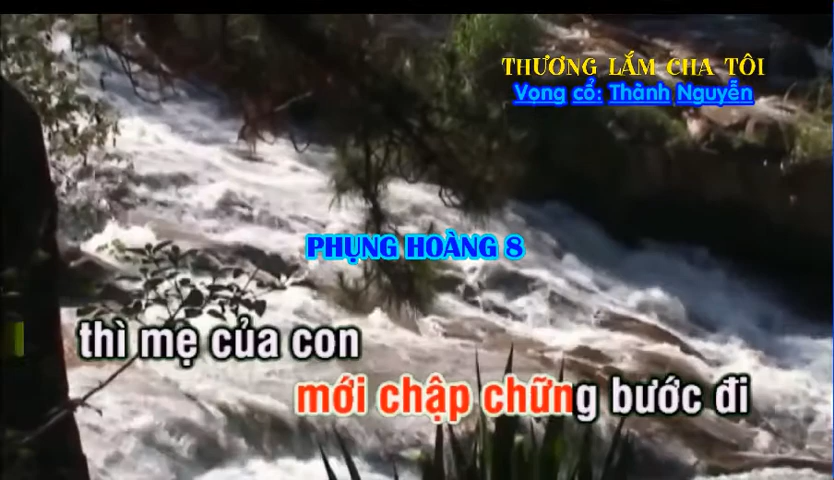 THƯƠNG LẮM CHA TÔI
Vọng cổ: Thành Nguyễn
PHỤNG HOÀNG 8
thì mẹ của con
mới chập chững bước đi